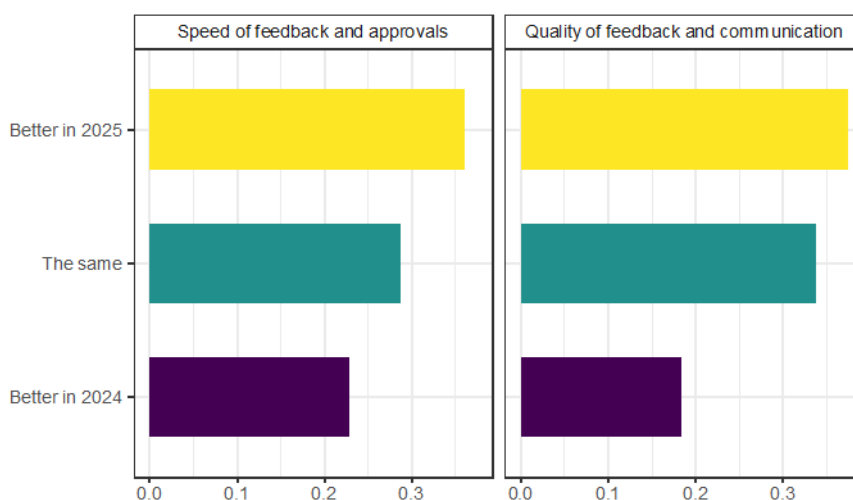 Speed of feedback and approvals
Quality of feedback and communication
Better in 2025
The same
Better in 2024
0.0 0.1 0.2 0.3
0.0 0.1 0.2 0.3